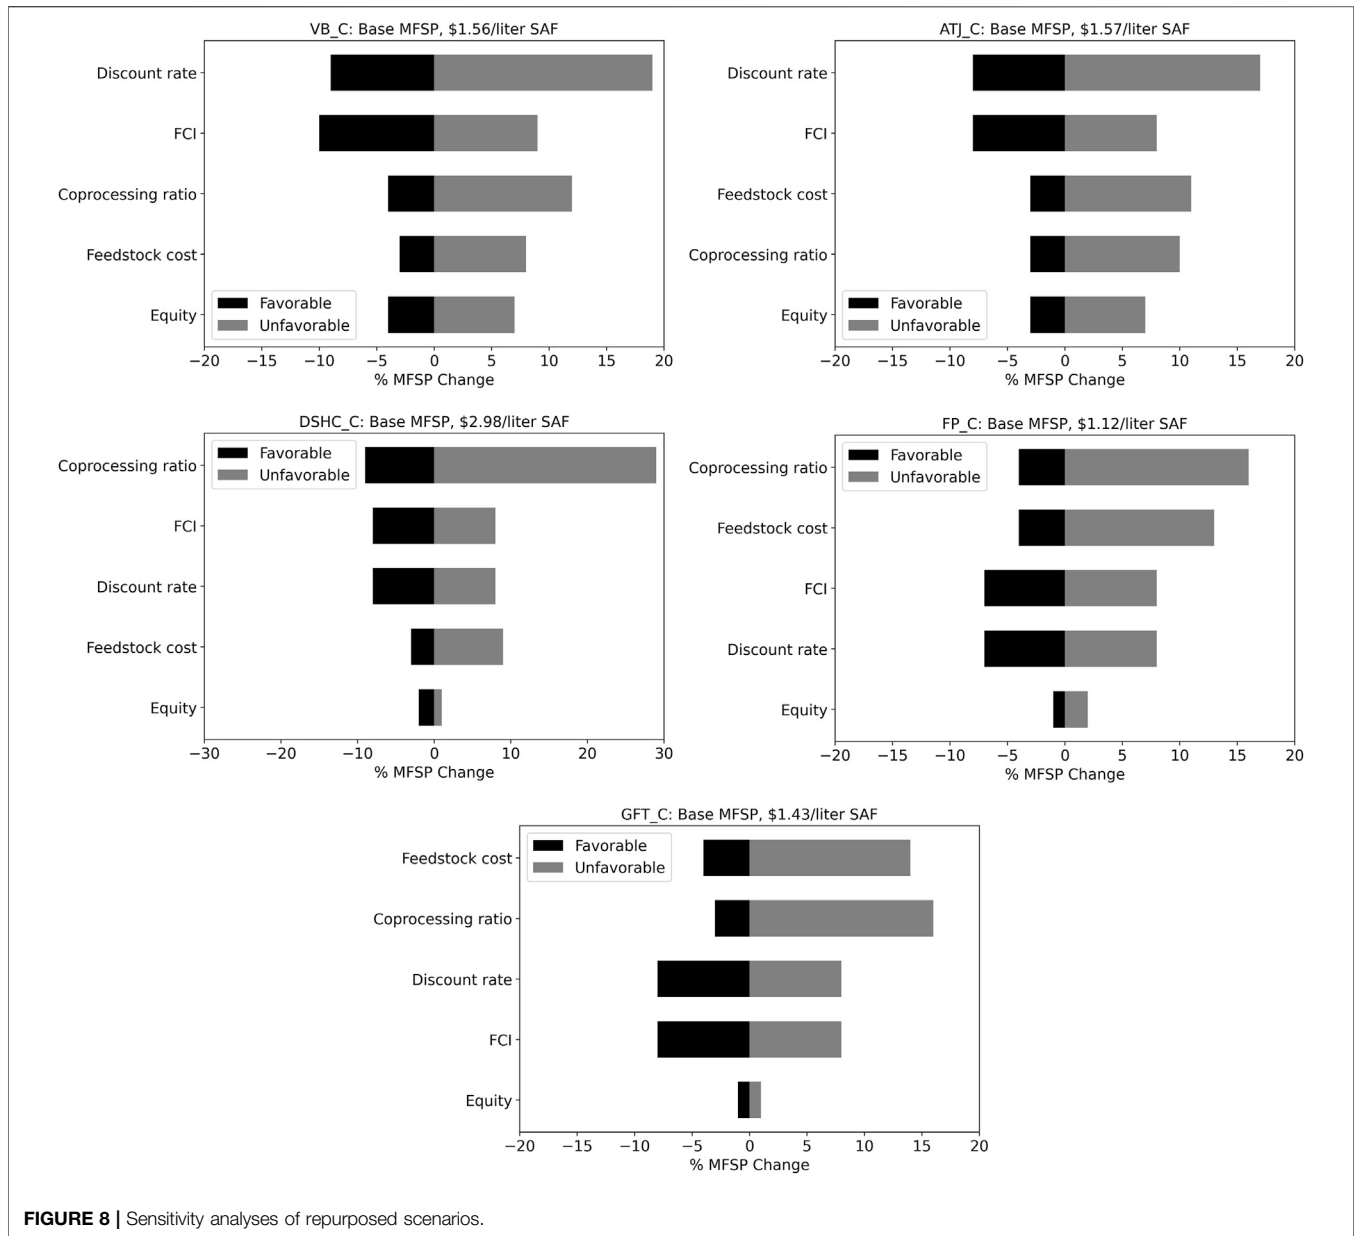 VB_C: Base MFSP, $1.56/liter SAF
Discount rate
FCI
Coprocessing ratio
Feedstock cost
Equity
Favorable
Unfavorable
−20 −15 −10 −5 0 5 10 15 20
% MFSP Change
ATJ_C: Base MFSP, $1.57/liter SAF
Discount rate
FCI
Feedstock cost
Coprocessing ratio
Equity
Favorable
Unfavorable
−20 −15 −10 −5 0 5 10 15 20
% MFSP Change
DSHC_C: Base MFSP, $2.98/liter SAF
Favorable
Unfavorable
Coprocessing ratio
FCI
Discount rate
Feedstock cost
Equity
−30 −20 −10 0 10 20 30
% MFSP Change
FP_C: Base MFSP, $1.12/liter SAF
Favorable
Unfavorable
Coprocessing ratio
Feedstock cost
FCI
Discount rate
Equity
−20 −15 −10 −5 0 5 10 15 20
% MFSP Change
GFT_C: Base MFSP, $1.43/liter SAF
Favorable
Unfavorable
Feedstock cost
Coprocessing ratio
Discount rate
FCI
Equity
−20 −15 −10 −5 0 5 10 15 20
% MFSP Change
FIGURE 8 | Sensitivity analyses of repurposed scenarios.